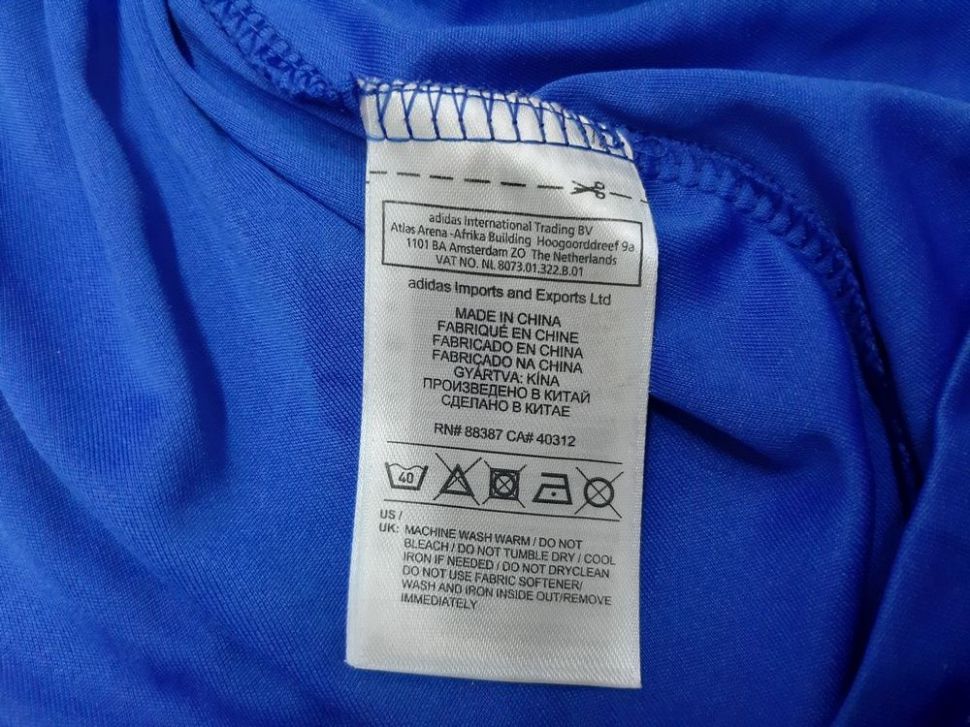 adidas International Trading BV
Atlas Arena -Afrika Building Hoogoorddreef 9a
1101 BA Amsterdam ZO The Netherlands
VAT NO. NL 8073.01.322.B.01
adidas Imports and Exports Ltd
MADE IN CHINA
FABRIQUÉ EN CHINE
FABRICADO EN CHINA
FABRICADO NA CHINA
GYÁRTVA: KÍNA
ПРОИЗВЕДЕНО В КИТАЙ
СДЕЛАНО В КИТАЕ
RN# 88387 CA# 40312
40
US /
UK: MACHINE WASH WARM / DO NOT
BLEACH / DO NOT TUMBLE DRY / COOL
IRON IF NEEDED / DO NOT DRYCLEAN
DO NOT USE FABRIC SOFTENER/
WASH AND IRON INSIDE OUT/REMOVE
IMMEDIATELY